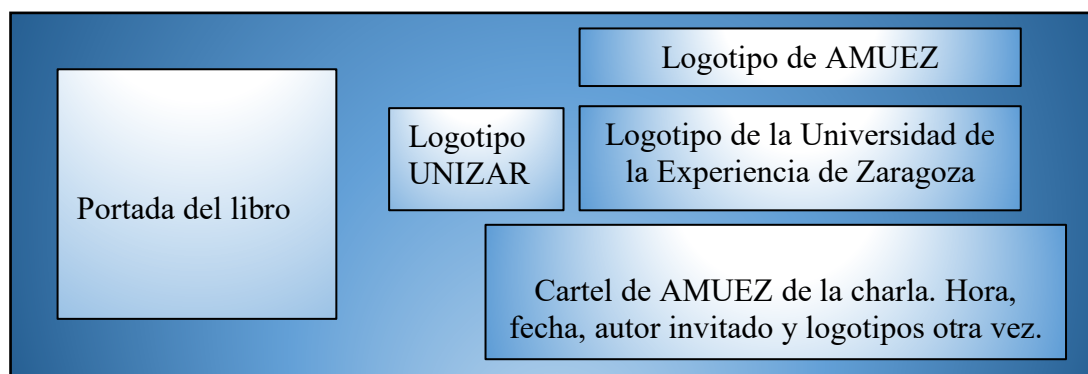 Logotipo de AMUEZ
Portada del libro
Logotipo
UNIZAR
Logotipo de la Universidad de
la Experiencia de Zaragoza
Cartel de AMUEZ de la charla. Hora,
fecha, autor invitado y logotipos otra vez.